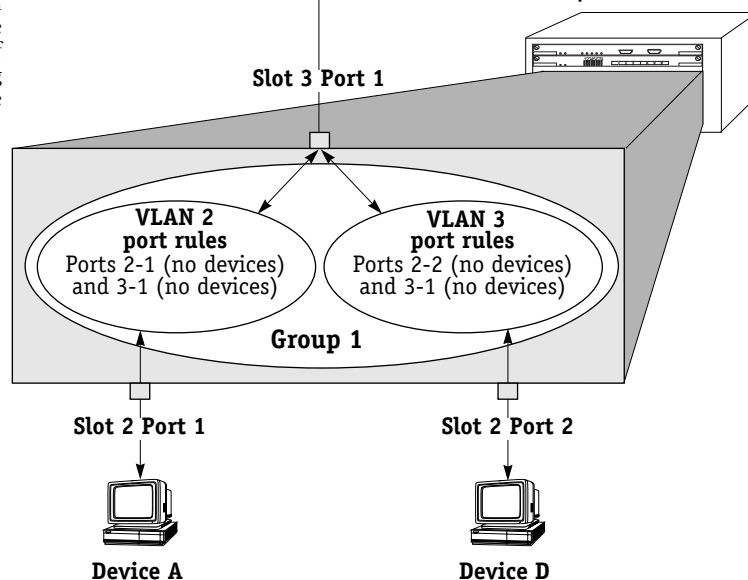 Slot 3 Port 1
VLAN 2
port rules
Ports 2-1 (no devices)
and 3-1 (no devices)
VLAN 3
port rules
Ports 2-2 (no devices)
and 3-1 (no devices)
Group 1
Slot 2 Port 1
Slot 2 Port 2
Device A
Device D